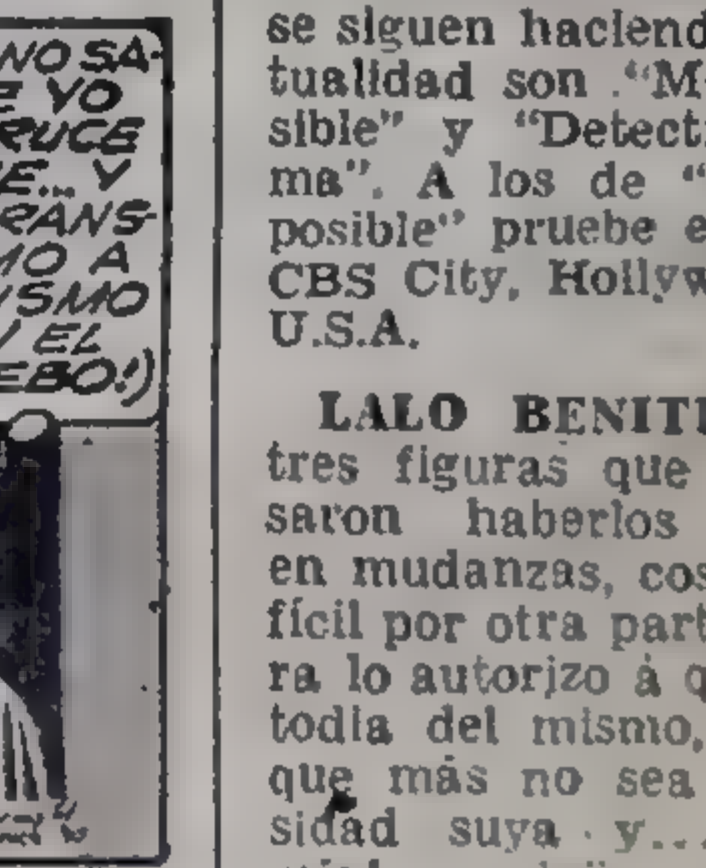 NO SA-
E YO
RUCE
E... Y
RANS-
MO A
ISMO
EL
EBO!)
se siguen haciend
tualidad son "M
sible" y "Detect
ma". A los de "
posible" pruebe e
CBS City, Hollyw
U.S.A.
LALO BENIT
tres figuras que
saron haberlos
en mudanzas, cos
fícil por otra part
ra lo autorizo á q
todia del mismo,
que más no sea
sidad suya y...